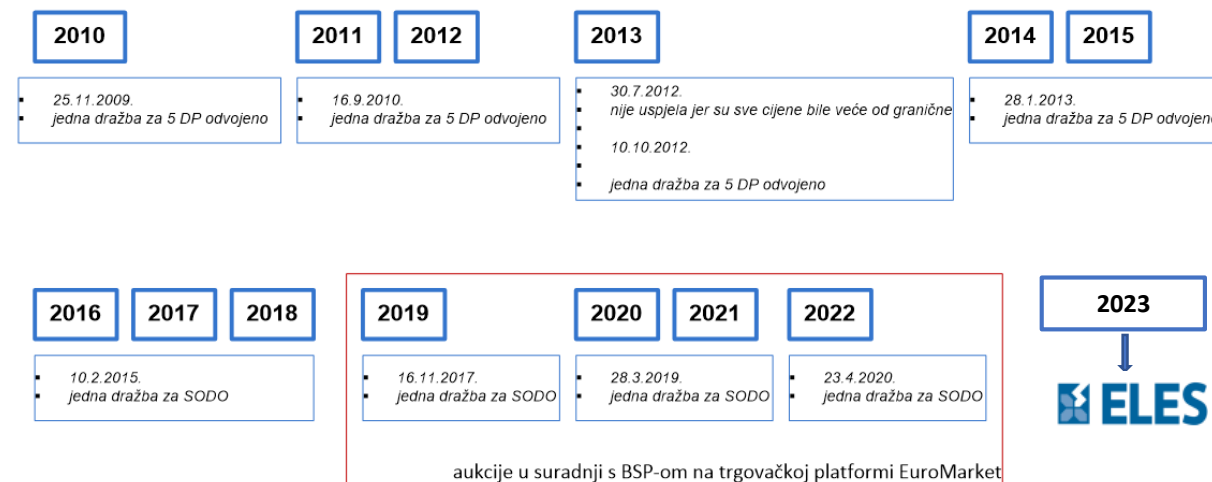 2010
2011
2012
2013
2014
2015
25.11.2009.
jedna dražba za 5 DP odvojeno
16.9.2010.
jedna dražba za 5 DP odvojeno
30.7.2012.
nije uspjela jer su sve cijene bile veće od granične
10.10.2012.
jedna dražba za 5 DP odvojeno
28.1.2013.
jedna dražba za 5 DP odvojen
2016
2017
2018
2019
2020
2021
2022
2023
10.2.2015.
jedna dražba za SODO
16.11.2017.
jedna dražba za SODO
28.3.2019.
jedna dražba za SODO
23.4.2020.
jedna dražba za SODO
ELES
aukcije u suradnji s BSP-om na trgovačkoj platformi EuroMarket